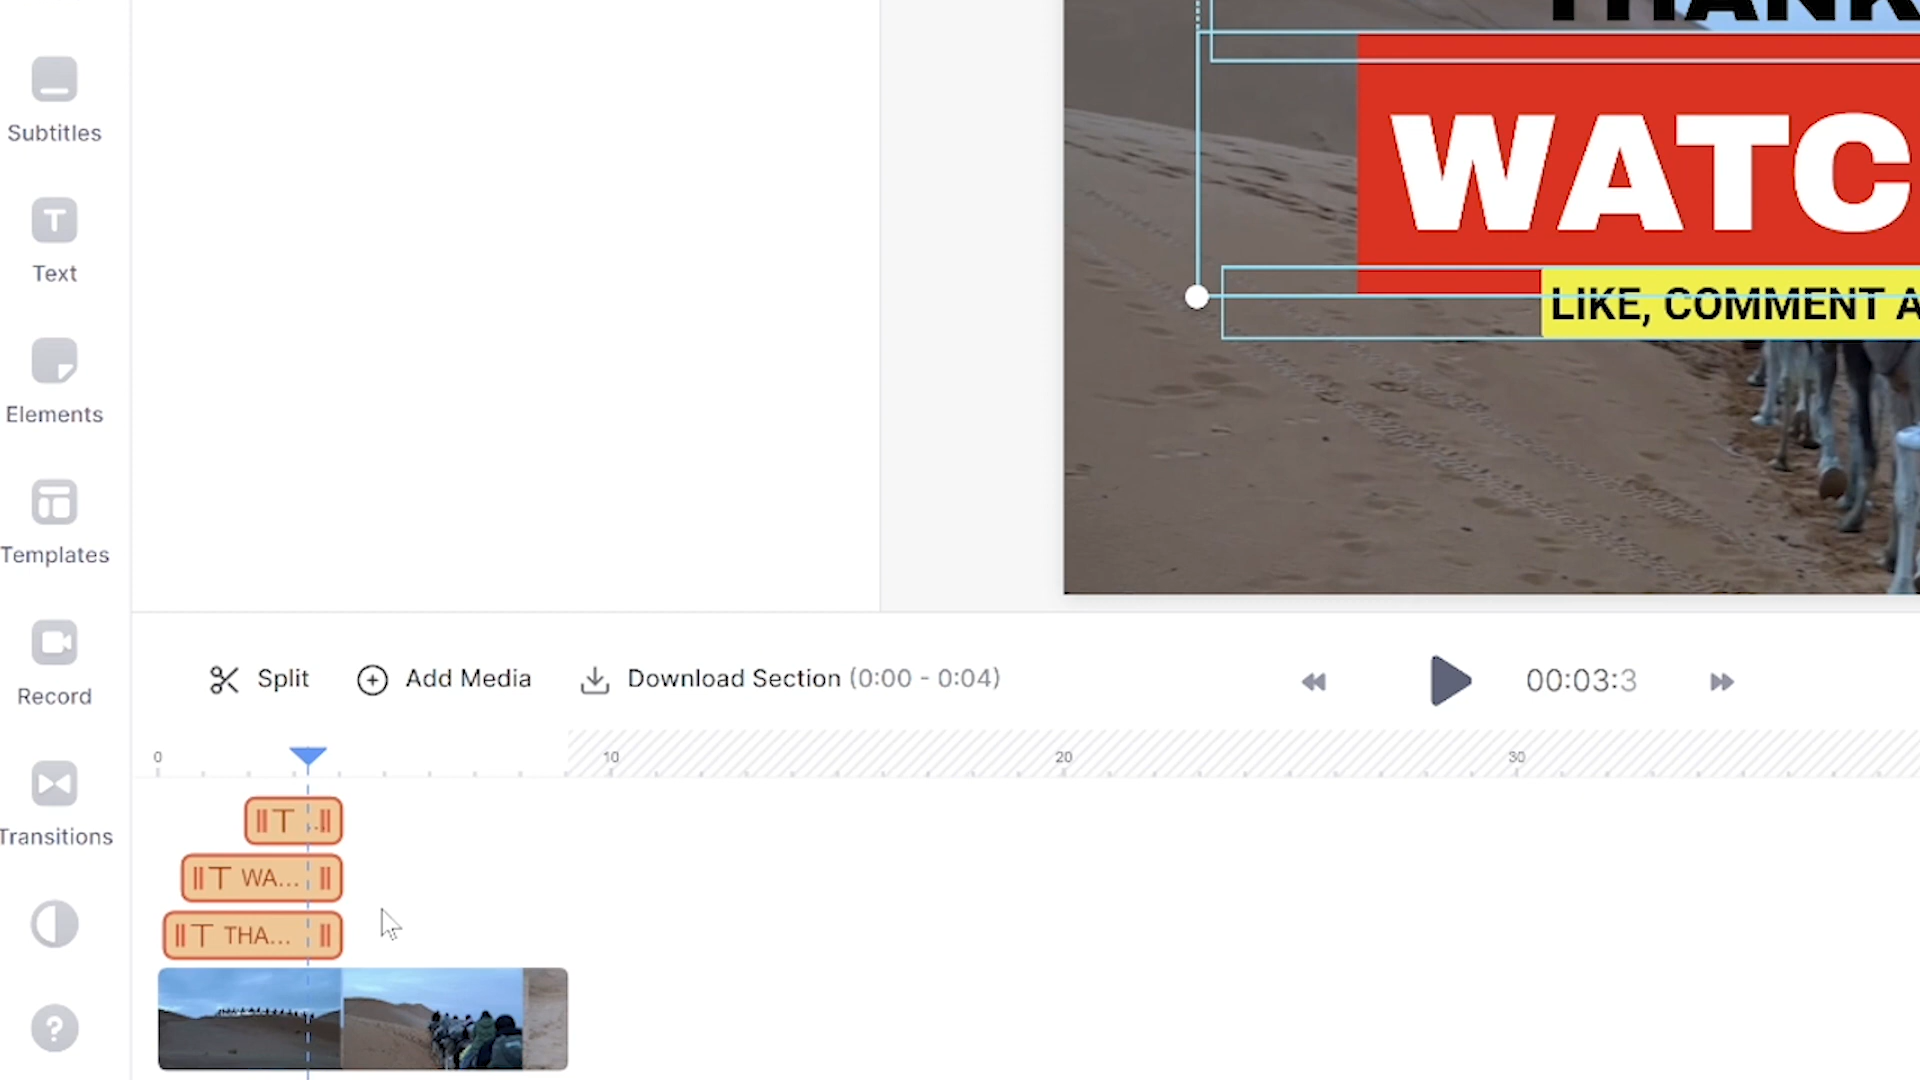 THANK
WATC
LIKE, COMMENT A
Subtitles
T
Text
Elements
Templates
Record
Transitions
?
Split
Add Media
Download Section (0:00 - 0:04)
00:03:3
0
10
20
30
T ..
T WA...
T THA...